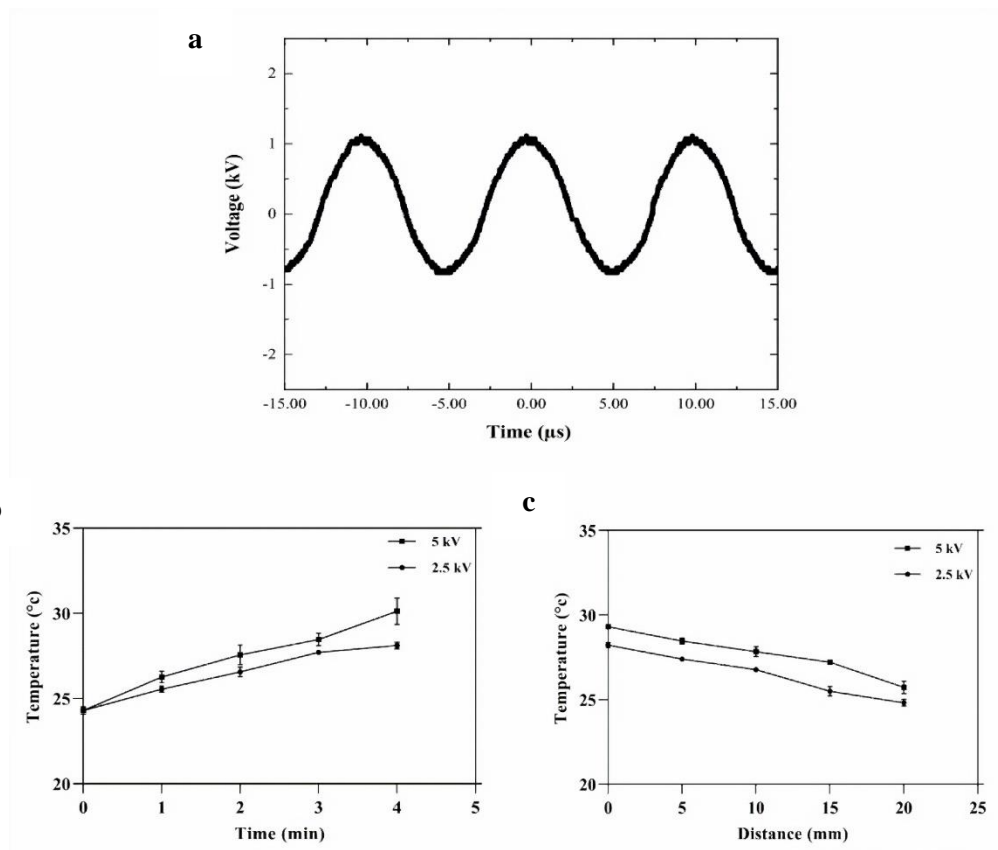 a
2
1
0
-1
-2
Voltage (kV)
-15.00 -10.00 -5.00 0.00 5.00 10.00 15.00
Time (µs)
35
30
25
20
Temperature (°c)
5 kV
2.5 kV
0 1 2 3 4 5
Time (min)
c
35
30
25
20
Temperature (°c)
5 kV
2.5 kV
0 5 10 15 20 25
Distance (mm)